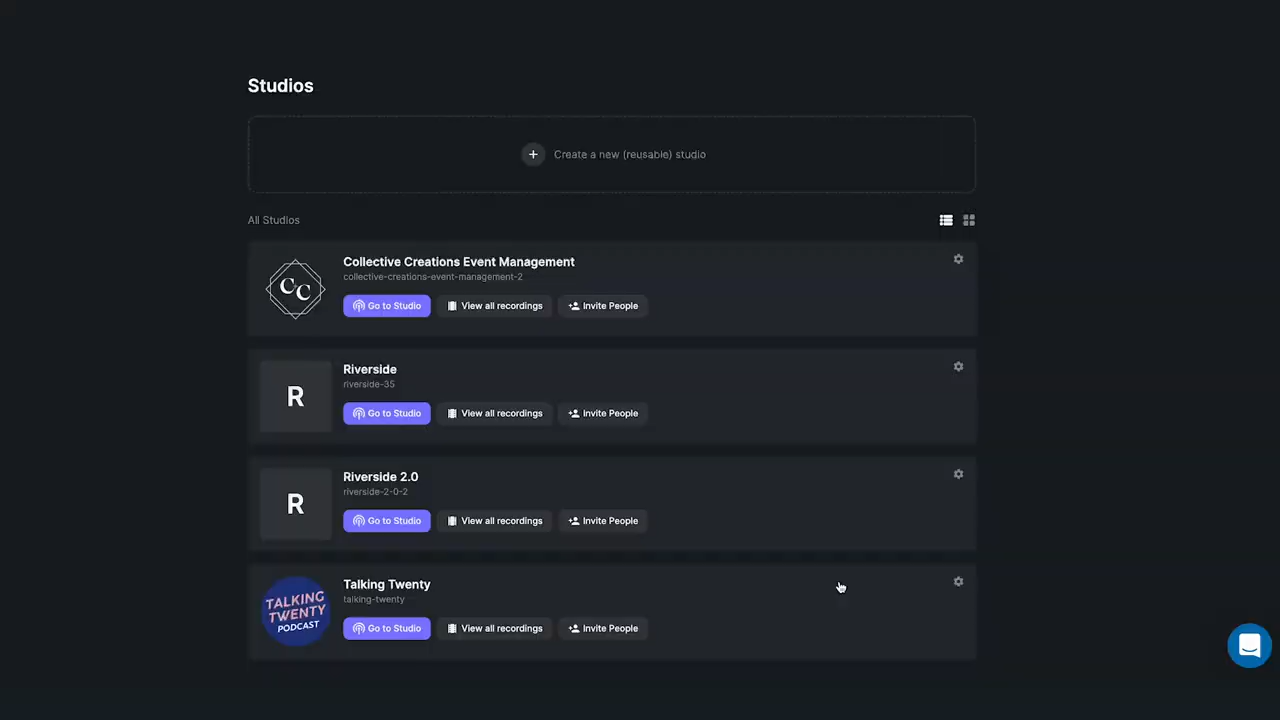 Studios
Create a new (reusable) studio
All Studios
CC
Collective Creations Event Management
collective-creations-event-management-2
Go to Studio View all recordings Invite People
R
Riverside
riverside-35
Go to Studio View all recordings Invite People
R
Riverside 2.0
riverside-2-0-2
Go to Studio View all recordings Invite People
TALKING
TWENTY
PODCAST
Talking Twenty
talking-twenty
Go to Studio View all recordings Invite People